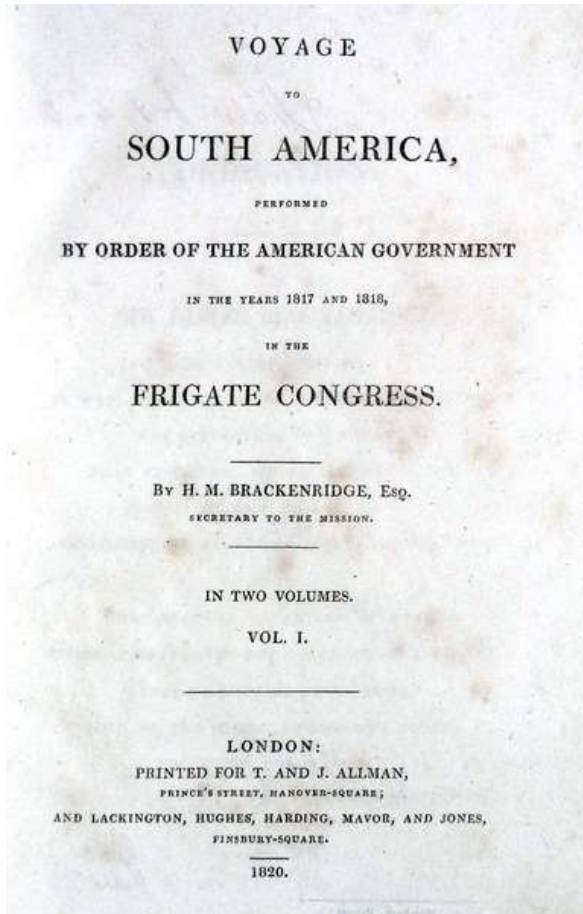 VOYAGE
TO
SOUTH AMERICA,
PERFORMED
BY ORDER OF THE AMERICAN GOVERNMENT
IN THE YEARS 1817 AND 1818,
IN THE
FRIGATE CONGRESS.
BY H. M. BRACKENRIDGE, ESQ.
SECRETARY TO THE MISSION.
IN TWO VOLUMES.
VOL. I.
LONDON:
PRINTED FOR T. AND J. ALLMAN,
PRINCE'S STREET, HANOVER-SQUARE;
AND LACKINGTON, HUGHES, HARDING, MAVOR, AND JONES,
FINSBURY-SQUARE.
1820.